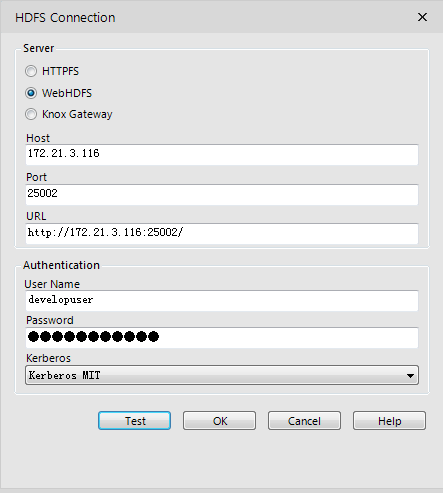 HDFS Connection
Server
HTTPFS
WebHDFS
Knox Gateway
Host
172.21.3.116
Port
25002
URL
http://172.21.3.116:25002/
Authentication
User Name
developuser
Password
●●●●●●●●●●●
Kerberos
Kerberos MIT
Test OK Cancel Help